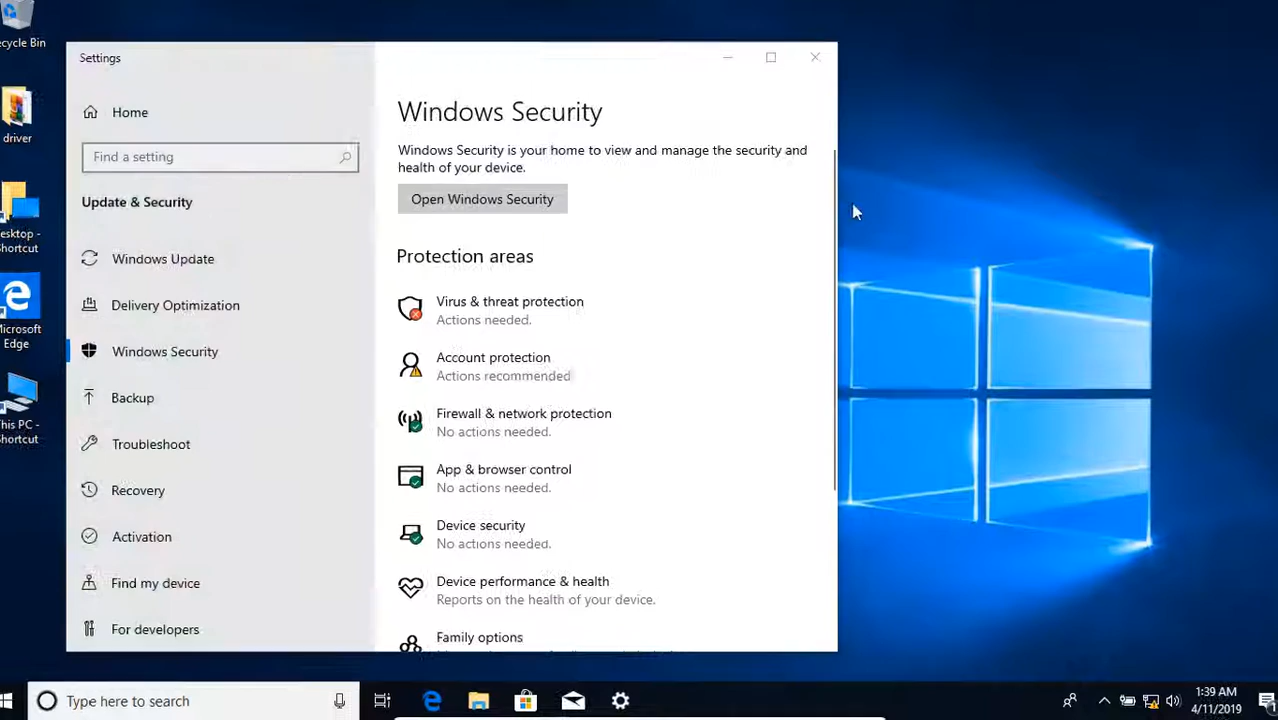 ecycle Bin
driver
esktop -
Shortcut
Microsoft
Edge
This PC -
Shortcut
Settings
Home
Find a setting
Update & Security
Windows Update
Delivery Optimization
Windows Security
Backup
Troubleshoot
Recovery
Activation
Find my device
For developers
Windows Security
Windows Security is your home to view and manage the security and
health of your device.
Open Windows Security
Protection areas
Virus & threat protection
Actions needed.
Account protection
Actions recommended
Firewall & network protection
No actions needed.
App & browser control
No actions needed.
Device security
No actions needed.
Device performance & health
Reports on the health of your device.
Family options
Type here to search
1:39 AM
4/11/2019